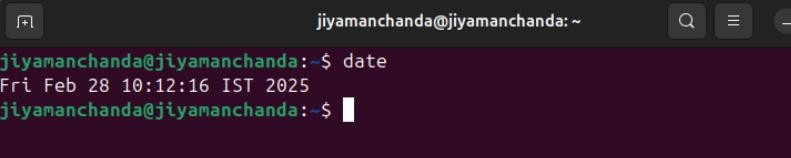 jiyamanchanda@jiyamanchanda: ~
jiyamanchanda@jiyamanchanda:~$ date
Fri Feb 28 10:12:16 IST 2025
jiyamanchanda@jiyamanchanda:~$